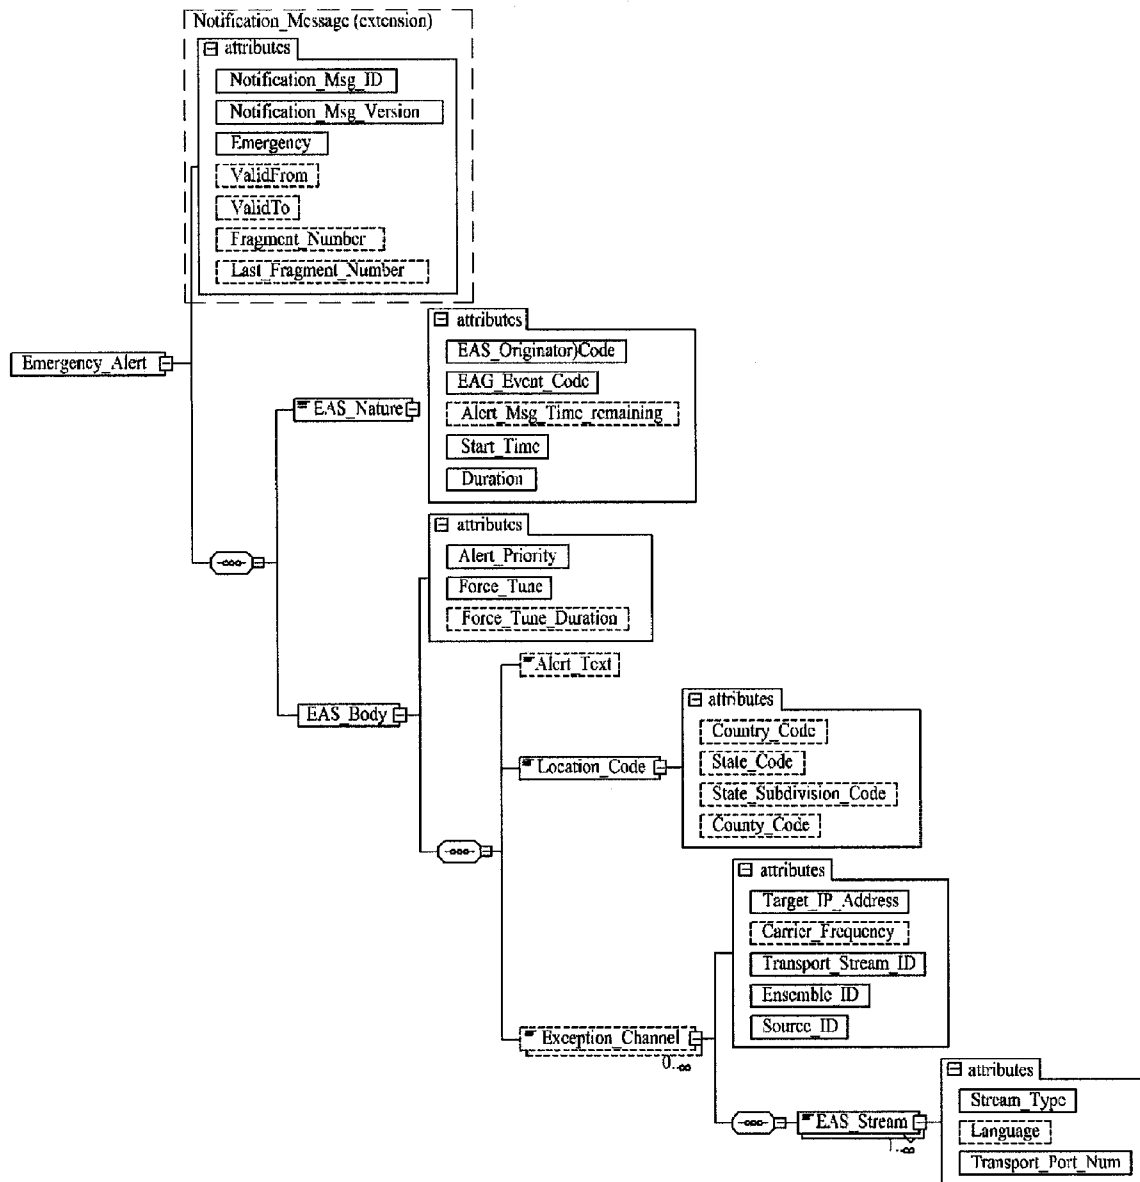 Notification_Message (extension)
attributes
Notification_Msg_ID
Notification_Msg_Version
Emergency
ValidFrom
ValidTo
Fragment_Number
Last_Fragment_Number
attributes
Emergency_Alert
EAS_Originator)Code
EAG_Event_Code
EAS_Nature
Alert_Msg_Time_remaining
Start_Time
Duration
attributes
Alert_Priority
Force_Tune
Force_Tune_Duration
Alert_Text
attributes
EAS_Body
Country_Code
Location_Code
State_Code
State_Subdivision_Code
County_Code
attributes
Target_IP_Address
Carrier_Frequency
Transport_Stream_ID
Ensemble_ID
Source_ID
Exception_Channel
0..∞
attributes
Stream_Type
EAS_Stream
Language
1..∞
Transport_Port_Num